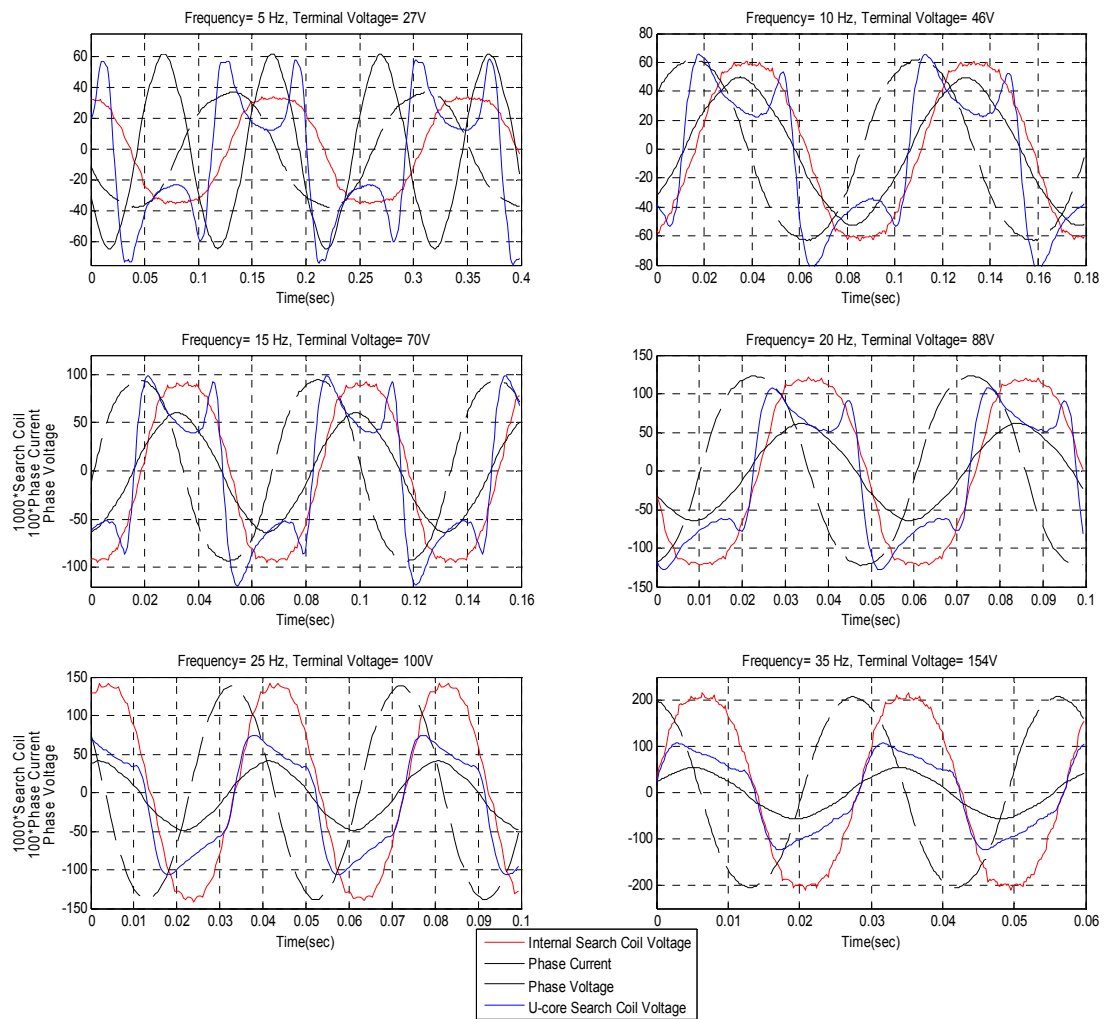 Frequency= 5 Hz, Terminal Voltage= 27V
60
40
20
0
-20
-40
-60
0 0.05 0.1 0.15 0.2 0.25 0.3 0.35 0.4
Time(sec)
Frequency= 10 Hz, Terminal Voltage= 46V
80
60
40
20
0
-20
-40
-60
-80
0 0.02 0.04 0.06 0.08 0.1 0.12 0.14 0.16 0.18
Time(sec)
Frequency= 15 Hz, Terminal Voltage= 70V
1000*Search Coil
100*Phase Current
Phase Voltage
100
50
0
-50
-100
0 0.02 0.04 0.06 0.08 0.1 0.12 0.14 0.16
Time(sec)
Frequency= 20 Hz, Terminal Voltage= 88V
150
100
50
0
-50
-100
-150
0 0.01 0.02 0.03 0.04 0.05 0.06 0.07 0.08 0.09 0.1
Time(sec)
Frequency= 25 Hz, Terminal Voltage= 100V
1000*Search Coil
100*Phase Current
Phase Voltage
150
100
50
0
-50
-100
-150
0 0.01 0.02 0.03 0.04 0.05 0.06 0.07 0.08 0.09 0.1
Time(sec)
Frequency= 35 Hz, Terminal Voltage= 154V
200
100
0
-100
-200
0 0.01 0.02 0.03 0.04 0.05 0.06
Time(sec)
Internal Search Coil Voltage
Phase Current
Phase Voltage
U-core Search Coil Voltage